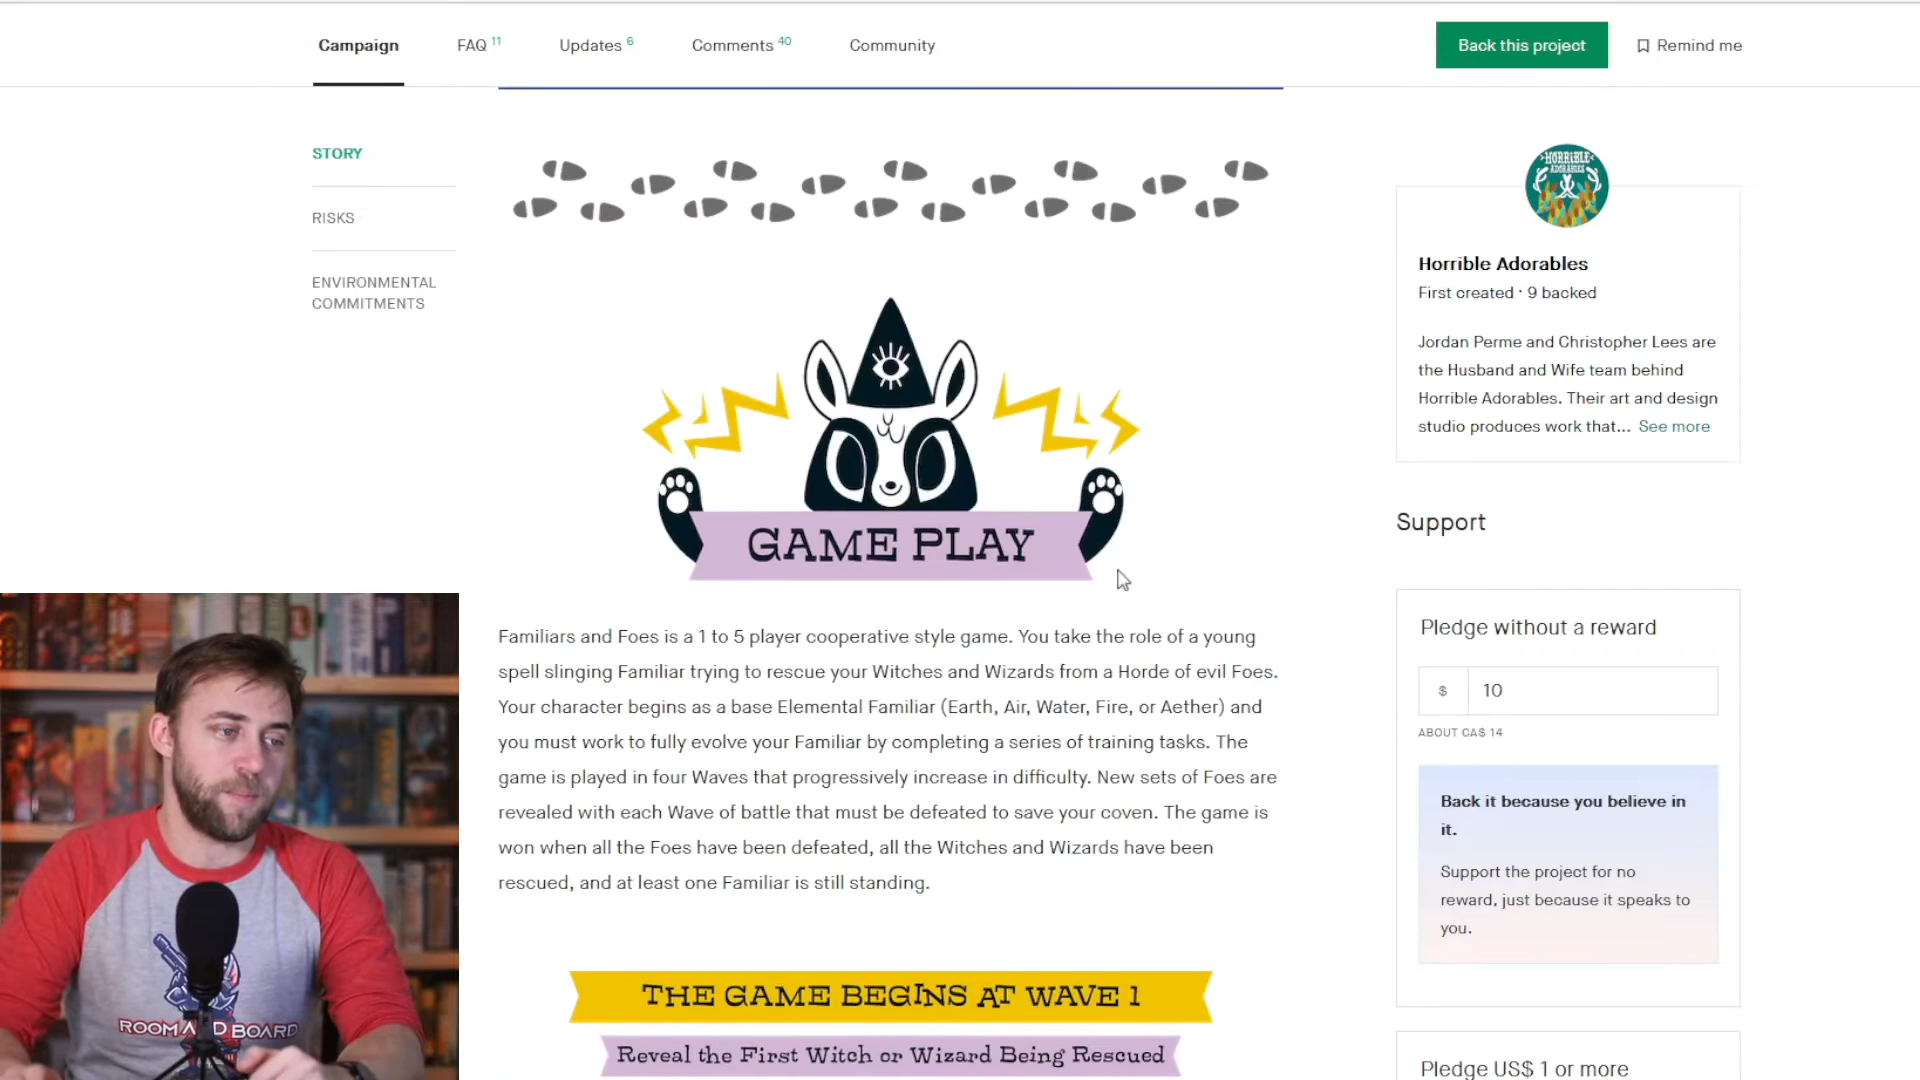 Campaign
FAQ 11
Updates 6
Comments 40
Community
Back this project
Remind me
STORY
RISKS
ENVIRONMENTAL
COMMITMENTS
GAME PLAY
Familiars and Foes is a 1 to 5 player cooperative style game. You take the role of a young
spell slinging Familiar trying to rescue your Witches and Wizards from a Horde of evil Foes.
Your character begins as a base Elemental Familiar (Earth, Air, Water, Fire, or Aether) and
you must work to fully evolve your Familiar by completing a series of training tasks. The
game is played in four Waves that progressively increase in difficulty. New sets of Foes are
revealed with each Wave of battle that must be defeated to save your coven. The game is
won when all the Foes have been defeated, all the Witches and Wizards have been
rescued, and at least one Familiar is still standing.
THE GAME BEGINS AT WAVE 1
Reveal the First Witch or Wizard Being Rescued
HORRIBLE
ADORABLES
Horrible Adorables
First created · 9 backed
Jordan Perme and Christopher Lees are
the Husband and Wife team behind
Horrible Adorables. Their art and design
studio produces work that... See more
Support
Pledge without a reward
$ 10
ABOUT CA$ 14
Back it because you believe in
it.
Support the project for no
reward, just because it speaks to
you.
Pledge US$ 1 or more
ROOM A D BOARD